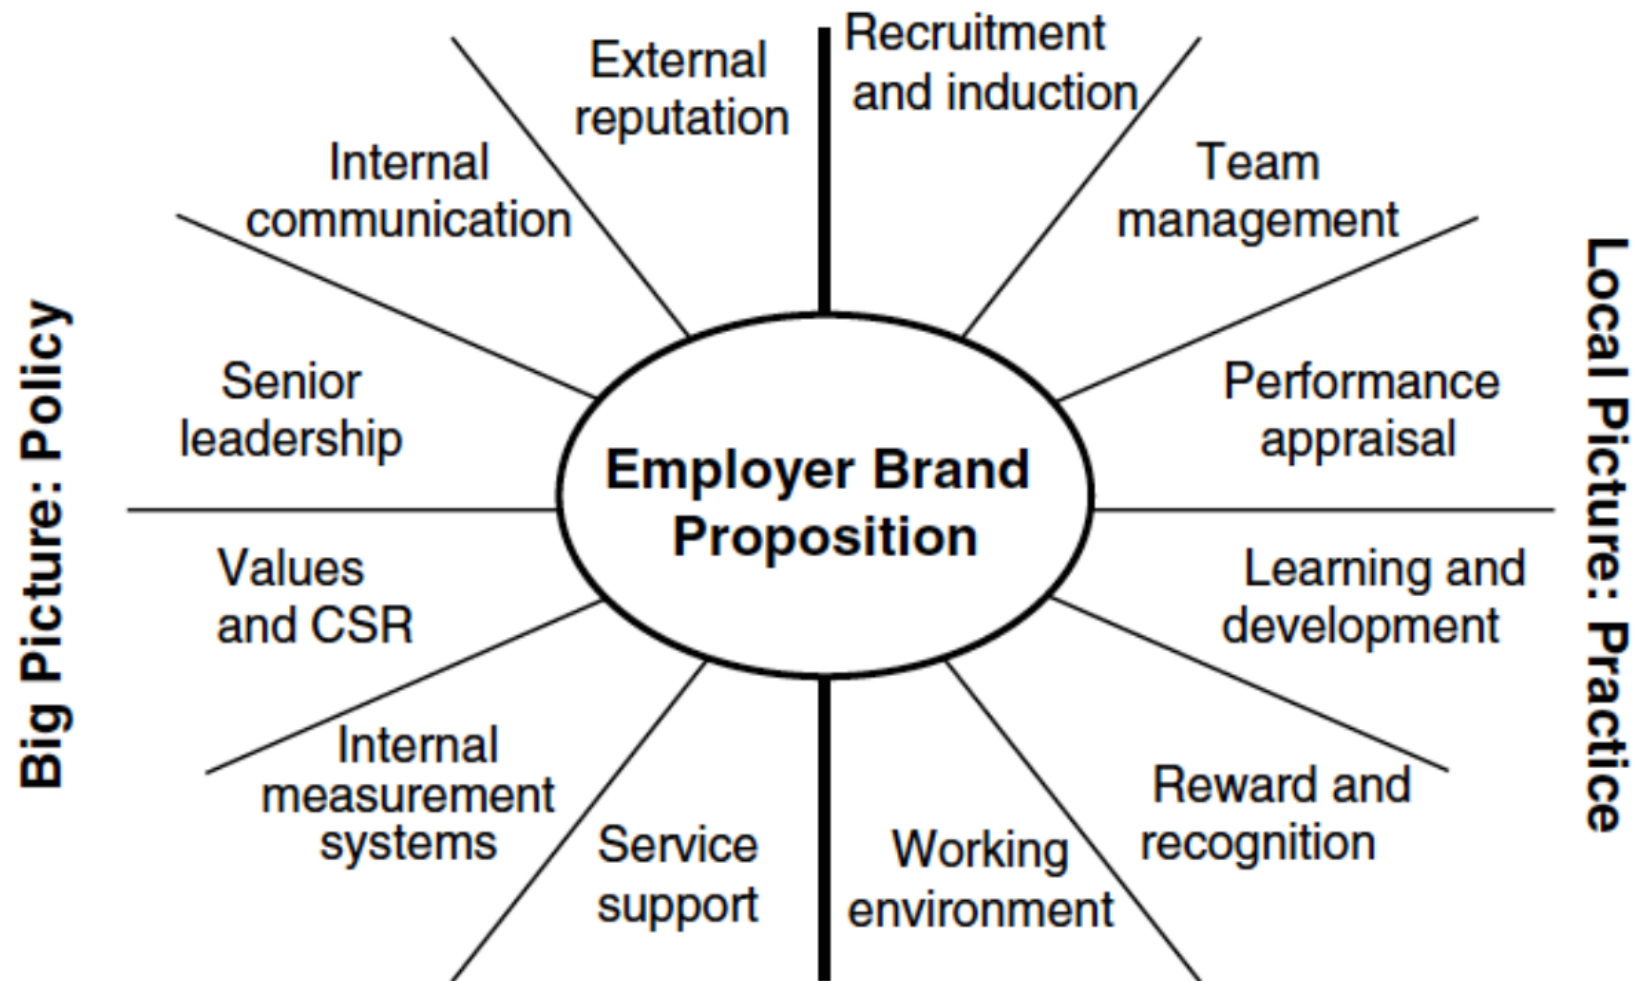 External
reputation
Recruitment
and induction
Internal
communication
Team
management
Senior
leadership
Performance
appraisal
Big Picture: Policy
Employer Brand
Proposition
Local Picture: Practice
Values
and CSR
Learning and
development
Internal
measurement
systems
Reward and
recognition
Service
support
Working
environment